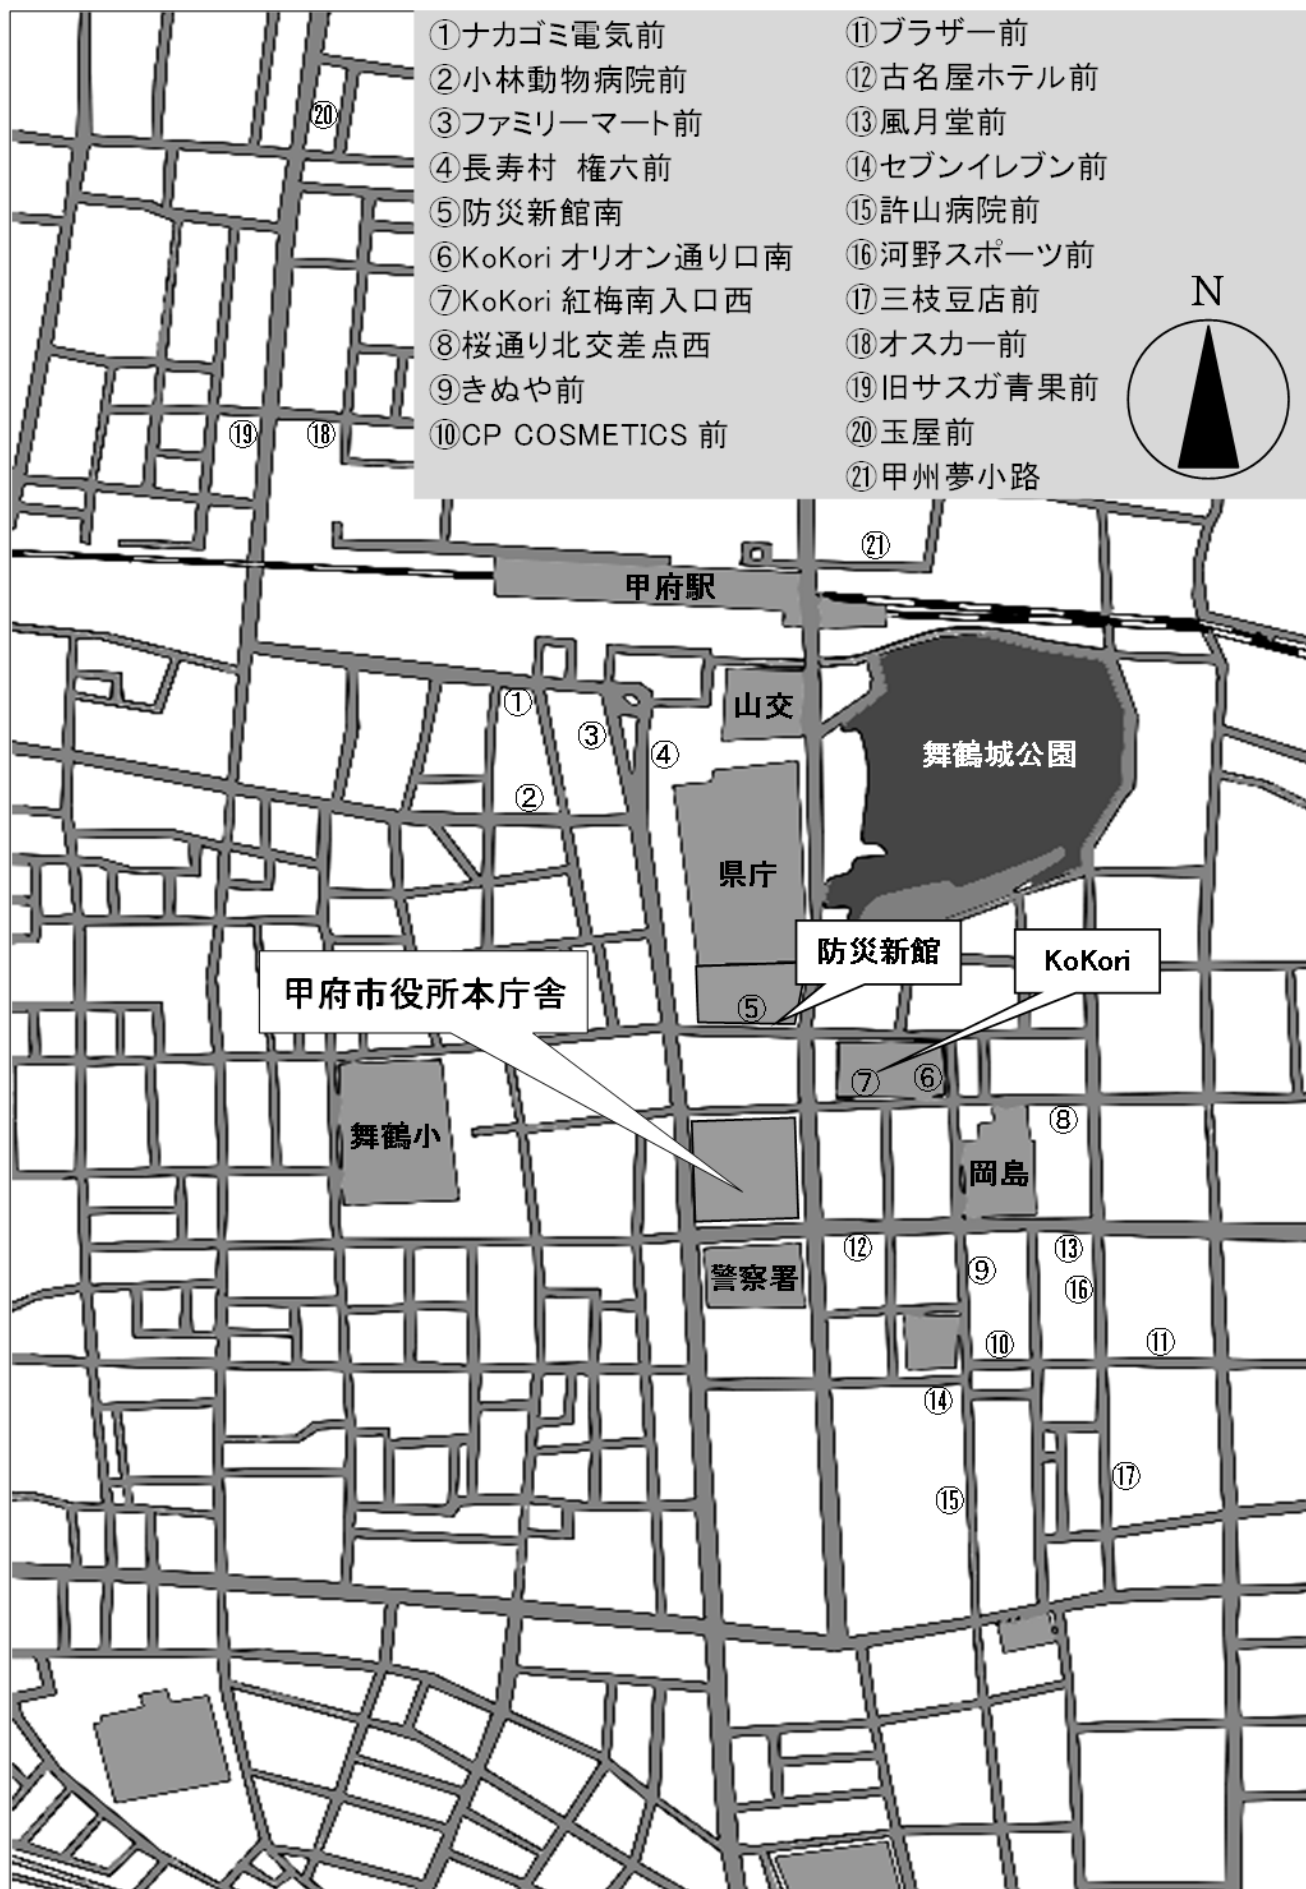 ①ナカゴミ電気前
②小林動物病院前
③ファミリーマート前
④長寿村 権六前
⑤防災新館南
⑥KoKori オリオン通り口南
⑦KoKori 紅梅南入口西
⑧桜通り北交差点西
⑨きぬや前
⑩CP COSMETICS 前
⑪ブラザー前
⑫古名屋ホテル前
⑬風月堂前
⑭セブンイレブン前
⑮許山病院前
⑯河野スポーツ前
⑰三枝豆店前
⑱オスカー前
⑲旧サスガ青果前
⑳玉屋前
㉑甲州夢小路
N
⑳
⑲
⑱
㉑
甲府駅
①
③
④
山交
舞鶴城公園
②
県庁
防災新館
KoKori
甲府市役所本庁舎
⑤
⑦
⑥
⑧
舞鶴小
岡島
⑫
⑬
警察署
⑨
⑯
⑩
⑪
⑭
⑰
⑮